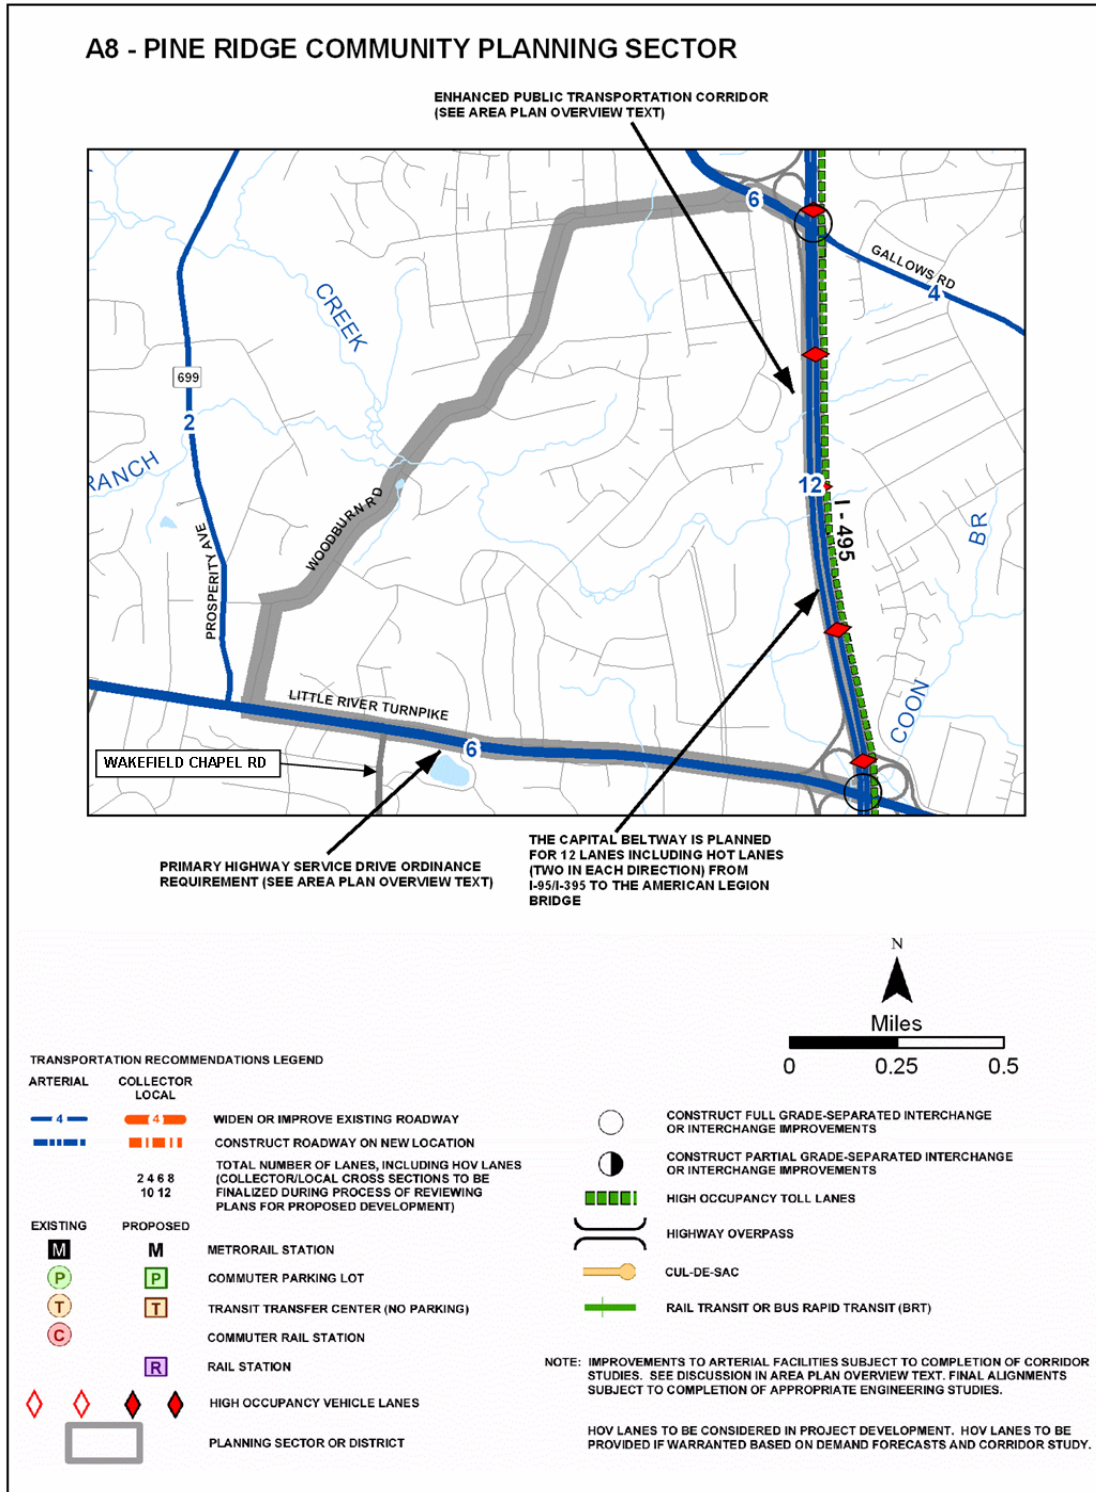 A8 - PINE RIDGE COMMUNITY PLANNING SECTOR
ENHANCED PUBLIC TRANSPORTATION CORRIDOR
(SEE AREA PLAN OVERVIEW TEXT)
6
GALLOWS RD
4
CREEK
699
2
RANCH
12
I - 495
WOODBURN RD
BR
PROSPERITY AVE
COON
LITTLE RIVER TURNPIKE
6
WAKEFIELD CHAPEL RD
PRIMARY HIGHWAY SERVICE DRIVE ORDINANCE
REQUIREMENT (SEE AREA PLAN OVERVIEW TEXT)
THE CAPITAL BELTWAY IS PLANNED
FOR 12 LANES INCLUDING HOT LANES
(TWO IN EACH DIRECTION) FROM
I-95/I-395 TO THE AMERICAN LEGION
BRIDGE
N
Miles
0 0.25 0.5
TRANSPORTATION RECOMMENDATIONS LEGEND
ARTERIAL COLLECTOR
LOCAL
4 4 WIDEN OR IMPROVE EXISTING ROADWAY
CONSTRUCT ROADWAY ON NEW LOCATION
2 4 6 8
10 12
TOTAL NUMBER OF LANES, INCLUDING HOV LANES
(COLLECTOR/LOCAL CROSS SECTIONS TO BE
FINALIZED DURING PROCESS OF REVIEWING
PLANS FOR PROPOSED DEVELOPMENT)
EXISTING PROPOSED
M M METRORAIL STATION
P P COMMUTER PARKING LOT
T T TRANSIT TRANSFER CENTER (NO PARKING)
C COMMUTER RAIL STATION
R RAIL STATION
HIGH OCCUPANCY VEHICLE LANES
PLANNING SECTOR OR DISTRICT
CONSTRUCT FULL GRADE-SEPARATED INTERCHANGE
OR INTERCHANGE IMPROVEMENTS
CONSTRUCT PARTIAL GRADE-SEPARATED INTERCHANGE
OR INTERCHANGE IMPROVEMENTS
HIGH OCCUPANCY TOLL LANES
HIGHWAY OVERPASS
CUL-DE-SAC
RAIL TRANSIT OR BUS RAPID TRANSIT (BRT)
NOTE: IMPROVEMENTS TO ARTERIAL FACILITIES SUBJECT TO COMPLETION OF CORRIDOR
STUDIES. SEE DISCUSSION IN AREA PLAN OVERVIEW TEXT. FINAL ALIGNMENTS
SUBJECT TO COMPLETION OF APPROPRIATE ENGINEERING STUDIES.
HOV LANES TO BE CONSIDERED IN PROJECT DEVELOPMENT. HOV LANES TO BE
PROVIDED IF WARRANTED BASED ON DEMAND FORECASTS AND CORRIDOR STUDY.